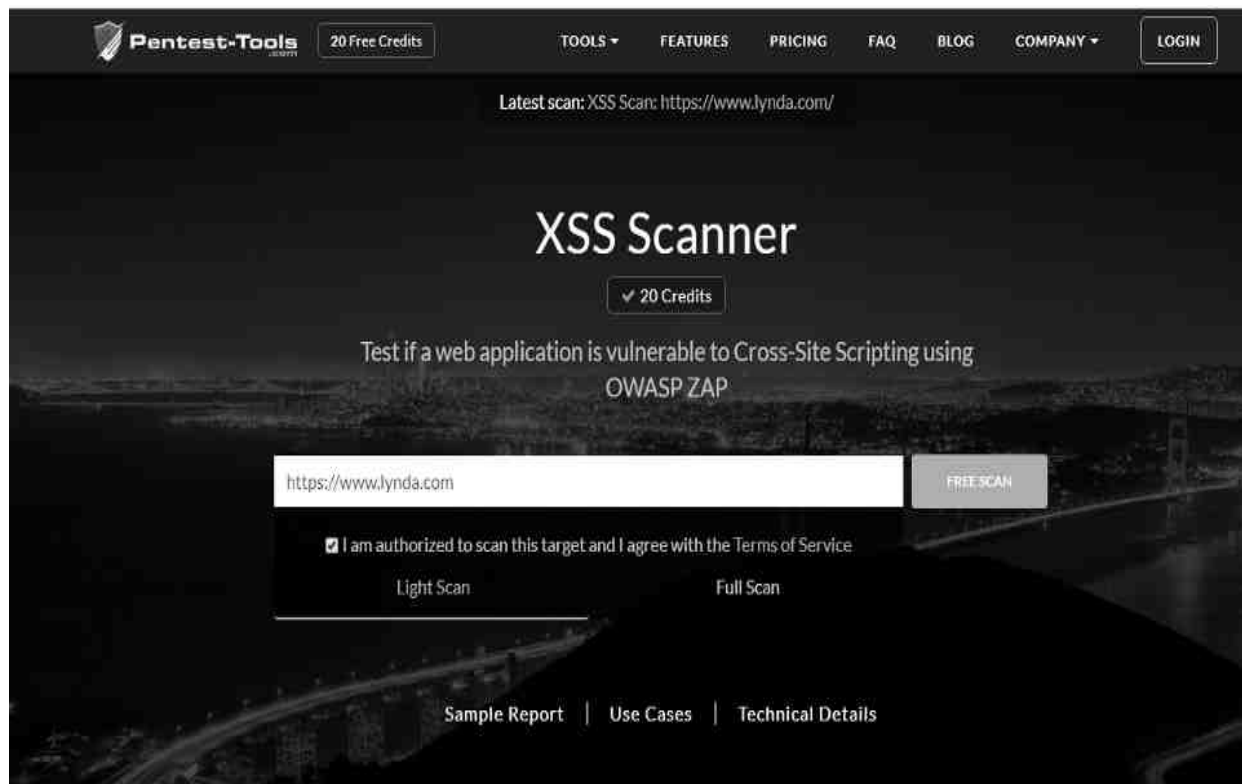 Pentest-Tools
.com
20 Free Credits
TOOLS
FEATURES
PRICING
FAQ
BLOG
COMPANY
LOGIN
Latest scan: XSS Scan: https://www.lynda.com/
XSS Scanner
20 Credits
Test if a web application is vulnerable to Cross-Site Scripting using
OWASP ZAP
https://www.lynda.com
FREE SCAN
I am authorized to scan this target and I agree with the Terms of Service
Light Scan
Full Scan
Sample Report | Use Cases | Technical Details